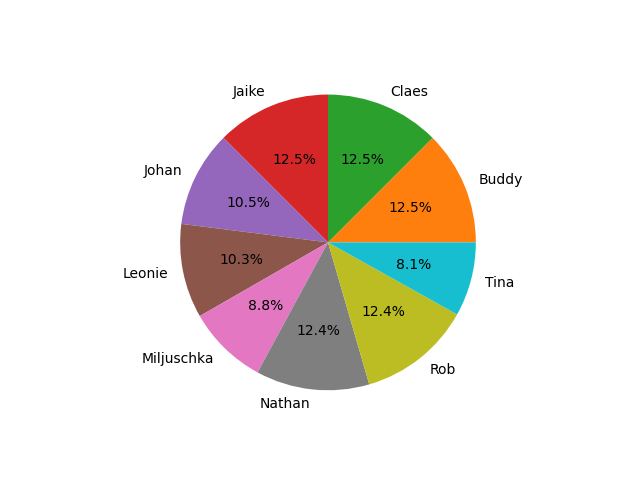 Jaike
Claes
12.5%
12.5%
Johan
Buddy
10.5%
12.5%
10.3%
8.1%
Leonie
Tina
8.8%
12.4%
12.4%
Miljuschka
Rob
Nathan